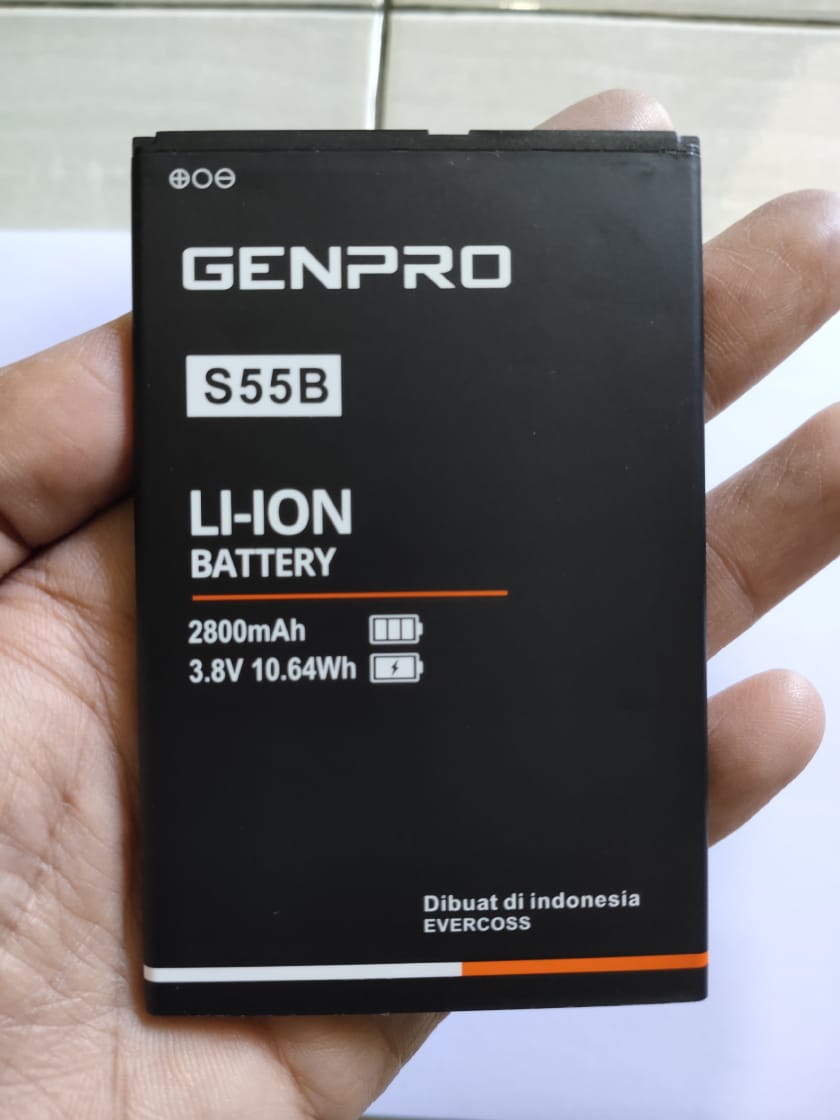 ⊕○⊖
GENPRO
S55B
LI-ION
BATTERY
2800mAh
3.8V 10.64Wh
Dibuat di indonesia
EVERCOSS